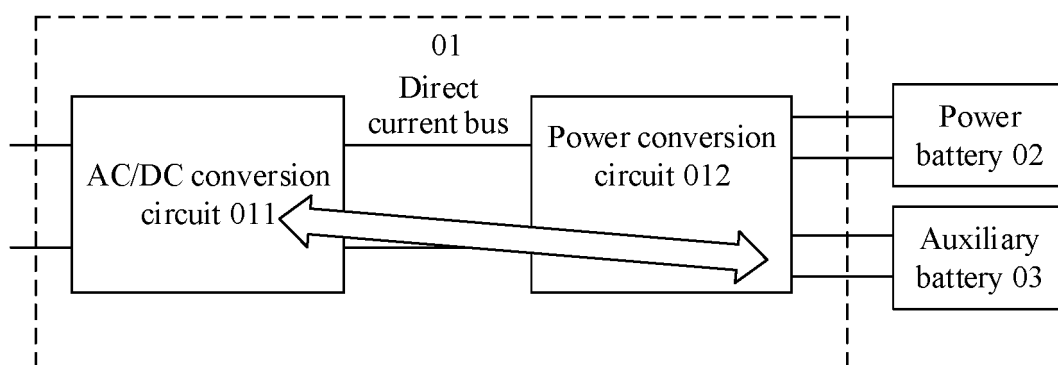 01
Direct
current bus
AC/DC conversion
circuit 011
Power conversion
circuit 012
Power
battery 02
Auxiliary
battery 03